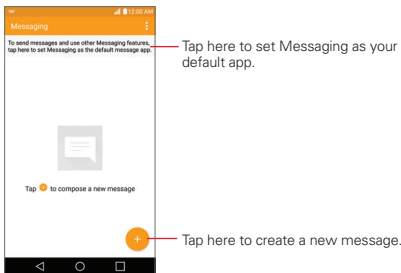 12:00 AM
Messaging
To send messages and use other Messaging features,
tap here to set Messaging as the default message app.
Tap here to set Messaging as your
default app.
Tap + to compose a new message
+
Tap here to create a new message.